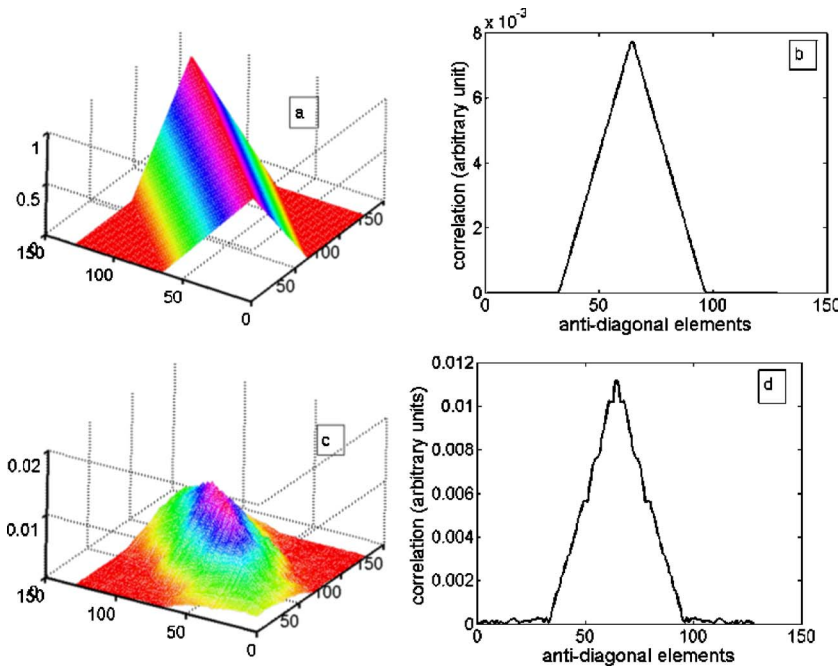 a
1
0.5
0
150
100
50
0
50
100
150
b
8 x 10^-3
6
4
2
0
0 50 100 150
correlation (arbitrary unit)
anti-diagonal elements
c
0.02
0.01
0
150
100
50
0
50
100
150
d
0.012
0.01
0.008
0.006
0.004
0.002
0
0 50 100 150
correlation (arbitrary units)
anti-diagonal elements